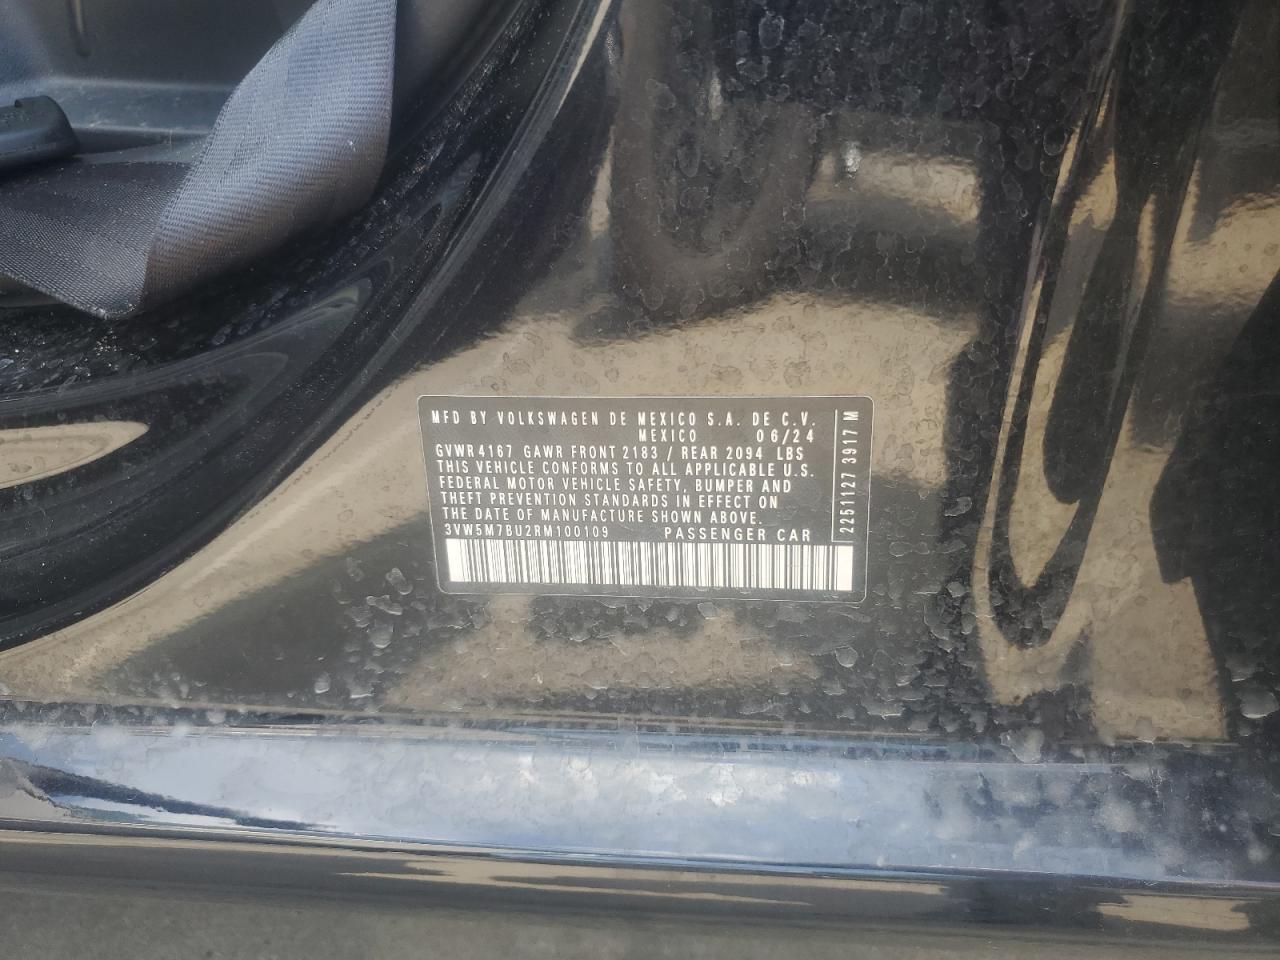 MFD BY VOLKSWAGEN DE MEXICO S.A. DE C.V.
MEXICO 06/24
GVWR 4167 GAWR FRONT 2183 / REAR 2094 LBS
THIS VEHICLE CONFORMS TO ALL APPLICABLE U.S.
FEDERAL MOTOR VEHICLE SAFETY, BUMPER AND
THEFT PREVENTION STANDARDS IN EFFECT ON
THE DATE OF MANUFACTURE SHOWN ABOVE.
3VW5M7BU2RM100109 PASSENGER CAR
2251127 3917 M